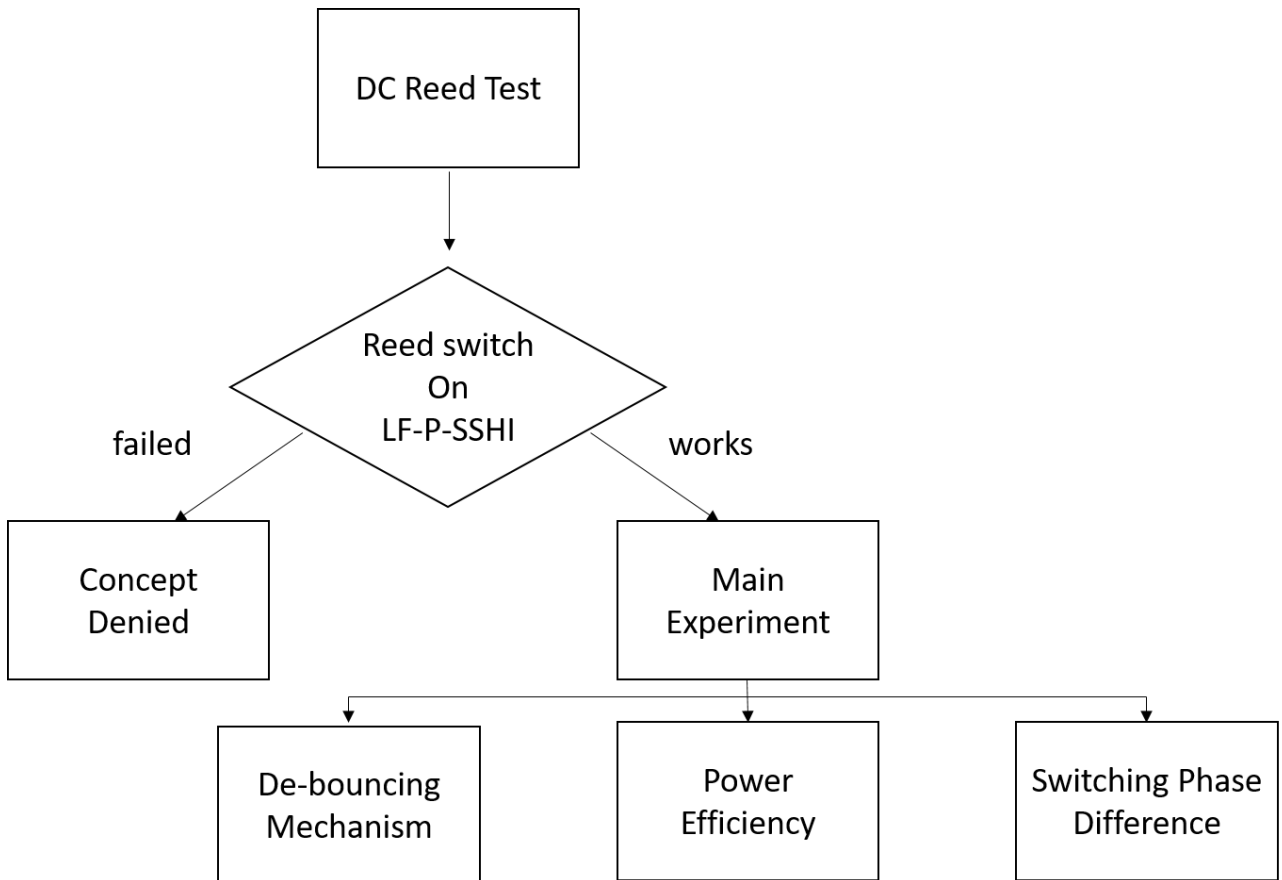 DC Reed Test
Reed switch
On
LF-P-SSHI
failed
works
Concept
Denied
Main
Experiment
De-bouncing
Mechanism
Power
Efficiency
Switching Phase
Difference